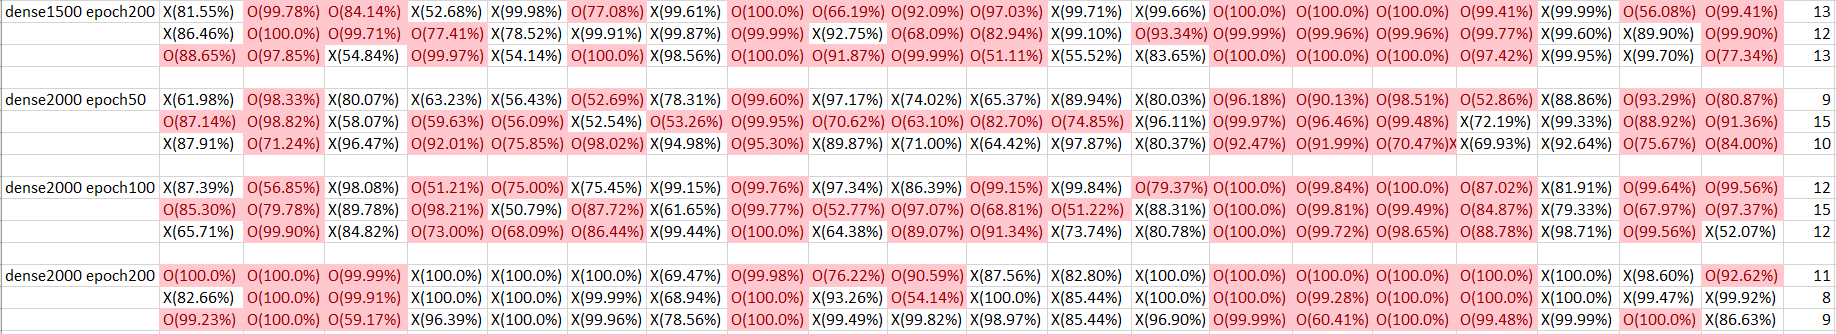 dense1500 epoch200 X(81.55%) O(99.78%) O(84.14%) X(52.68%) X(99.98%) O(77.08%) X(99.61%) O(100.0%) O(66.19%) O(92.09%) O(97.03%) X(99.71%) X(99.66%) O(100.0%) O(100.0%) O(100.0%) O(99.41%) X(99.99%) O(56.08%) O(99.41%) 13
X(86.46%) O(100.0%) O(99.71%) O(77.41%) X(78.52%) X(99.91%) X(99.87%) O(99.99%) X(92.75%) O(68.09%) O(82.94%) X(99.10%) O(93.34%) O(99.99%) O(99.96%) O(99.96%) O(99.77%) X(99.60%) X(89.90%) O(99.90%) 12
O(88.65%) O(97.85%) X(54.84%) O(99.97%) X(54.14%) O(100.0%) X(98.56%) O(100.0%) O(91.87%) O(99.99%) O(51.11%) X(55.52%) X(83.65%) O(100.0%) O(100.0%) O(100.0%) O(97.42%) X(99.95%) X(99.70%) O(77.34%) 13
dense2000 epoch50 X(61.98%) O(98.33%) X(80.07%) X(63.23%) X(56.43%) O(52.69%) X(78.31%) O(99.60%) X(97.17%) X(74.02%) X(65.37%) X(89.94%) X(80.03%) O(96.18%) O(90.13%) O(98.51%) O(52.86%) X(88.86%) O(93.29%) O(80.87%) 9
O(87.14%) O(98.82%) X(58.07%) O(59.63%) O(56.09%) X(52.54%) O(53.26%) O(99.95%) O(70.62%) O(63.10%) O(82.70%) O(74.85%) X(96.11%) O(99.97%) O(96.46%) O(99.48%) X(72.19%) X(99.33%) O(88.92%) O(91.36%) 15
X(87.91%) O(71.24%) X(96.47%) O(92.01%) O(75.85%) O(98.02%) X(94.98%) O(95.30%) X(89.87%) X(71.00%) X(64.42%) X(97.87%) X(80.37%) O(92.47%) O(91.99%) O(70.47%)X X(69.93%) X(92.64%) O(75.67%) O(84.00%) 10
dense2000 epoch100 X(87.39%) O(56.85%) X(98.08%) O(51.21%) O(75.00%) X(75.45%) X(99.15%) O(99.76%) X(97.34%) X(86.39%) O(99.15%) X(99.84%) O(79.37%) O(100.0%) O(99.84%) O(100.0%) O(87.02%) X(81.91%) O(99.64%) O(99.56%) 12
O(85.30%) O(79.78%) X(89.78%) O(98.21%) X(50.79%) O(87.72%) X(61.65%) O(99.77%) O(52.77%) O(97.07%) O(68.81%) O(51.22%) X(88.31%) O(100.0%) O(99.81%) O(99.49%) O(84.87%) X(79.33%) O(67.97%) O(97.37%) 15
X(65.71%) O(99.90%) X(84.82%) O(73.00%) O(68.09%) O(86.44%) X(99.44%) O(100.0%) X(64.38%) O(89.07%) O(91.34%) X(73.74%) X(80.78%) O(100.0%) O(99.72%) O(98.65%) O(88.78%) X(98.71%) O(99.56%) X(52.07%) 12
dense2000 epoch200 O(100.0%) O(100.0%) O(99.99%) X(100.0%) X(100.0%) X(100.0%) X(69.47%) O(99.98%) O(76.22%) O(90.59%) X(87.56%) X(82.80%) X(100.0%) O(100.0%) O(100.0%) O(100.0%) O(100.0%) X(100.0%) X(98.60%) O(92.62%) 11
X(82.66%) O(100.0%) O(99.91%) X(100.0%) X(100.0%) X(99.99%) X(68.94%) O(100.0%) X(93.26%) O(54.14%) X(100.0%) X(85.44%) X(100.0%) O(100.0%) O(99.28%) O(100.0%) O(100.0%) X(100.0%) X(99.47%) X(99.92%) 8
O(99.23%) O(100.0%) O(59.17%) X(96.39%) X(100.0%) X(99.96%) X(78.56%) O(100.0%) X(99.49%) X(99.82%) X(98.97%) X(85.44%) X(96.90%) O(99.99%) O(60.41%) O(100.0%) O(99.48%) X(99.99%) O(100.0%) X(86.63%) 9